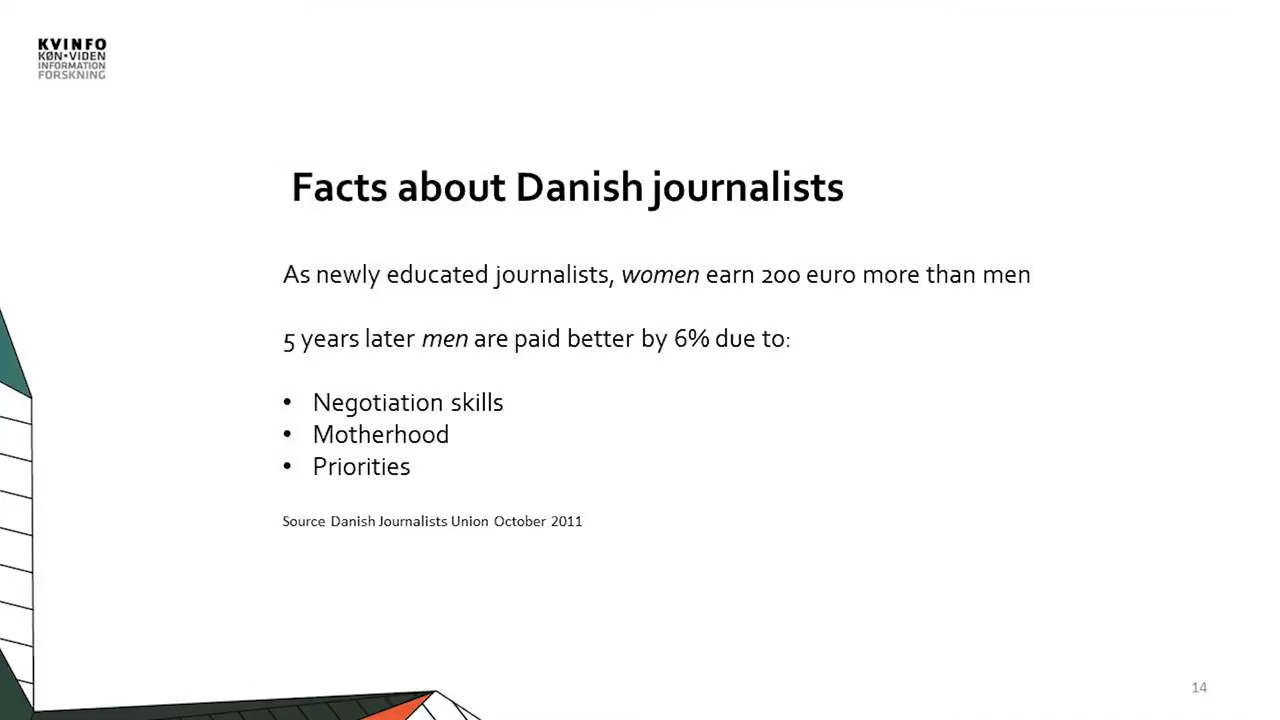 KVINFO
KØN•VIDEN
INFORMATION
FORSKNING
Facts about Danish journalists
As newly educated journalists, women earn 200 euro more than men
5 years later men are paid better by 6% due to:
• Negotiation skills
• Motherhood
• Priorities
Source Danish Journalists Union October 2011
14